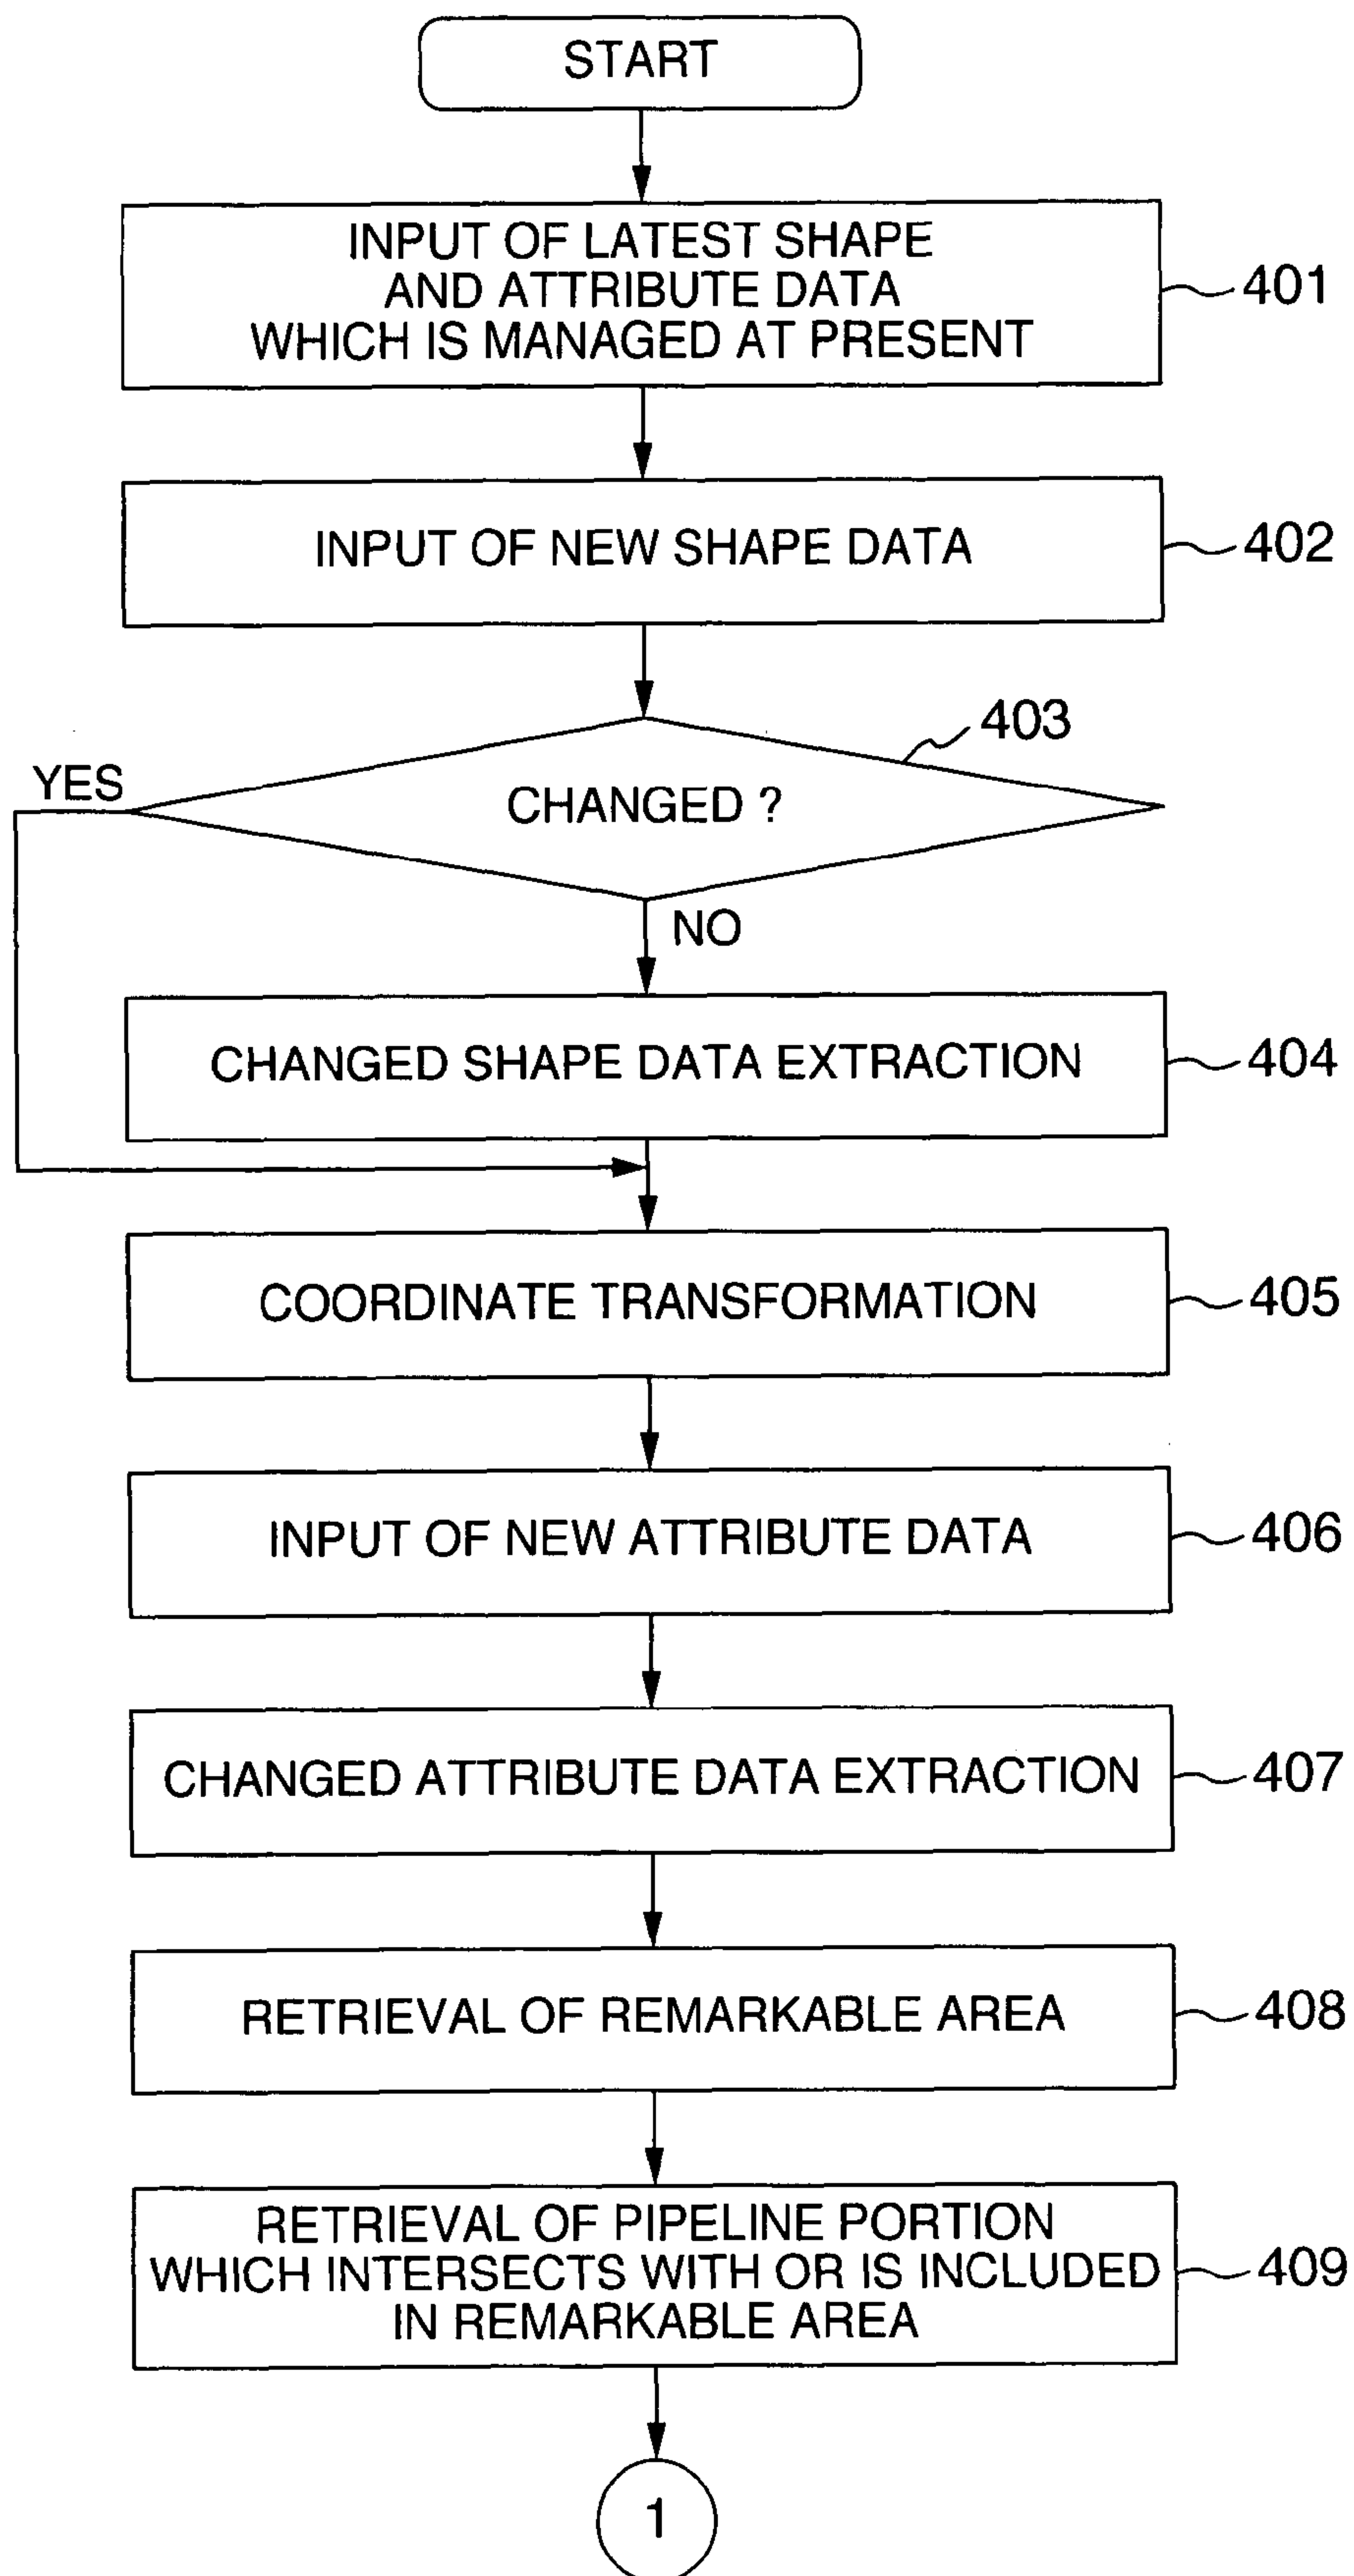 START
INPUT OF LATEST SHAPE
AND ATTRIBUTE DATA
WHICH IS MANAGED AT PRESENT
401
INPUT OF NEW SHAPE DATA
402
403
YES
CHANGED ?
NO
CHANGED SHAPE DATA EXTRACTION
404
COORDINATE TRANSFORMATION
405
INPUT OF NEW ATTRIBUTE DATA
406
CHANGED ATTRIBUTE DATA EXTRACTION
407
RETRIEVAL OF REMARKABLE AREA
408
RETRIEVAL OF PIPELINE PORTION
WHICH INTERSECTS WITH OR IS INCLUDED
IN REMARKABLE AREA
409
1